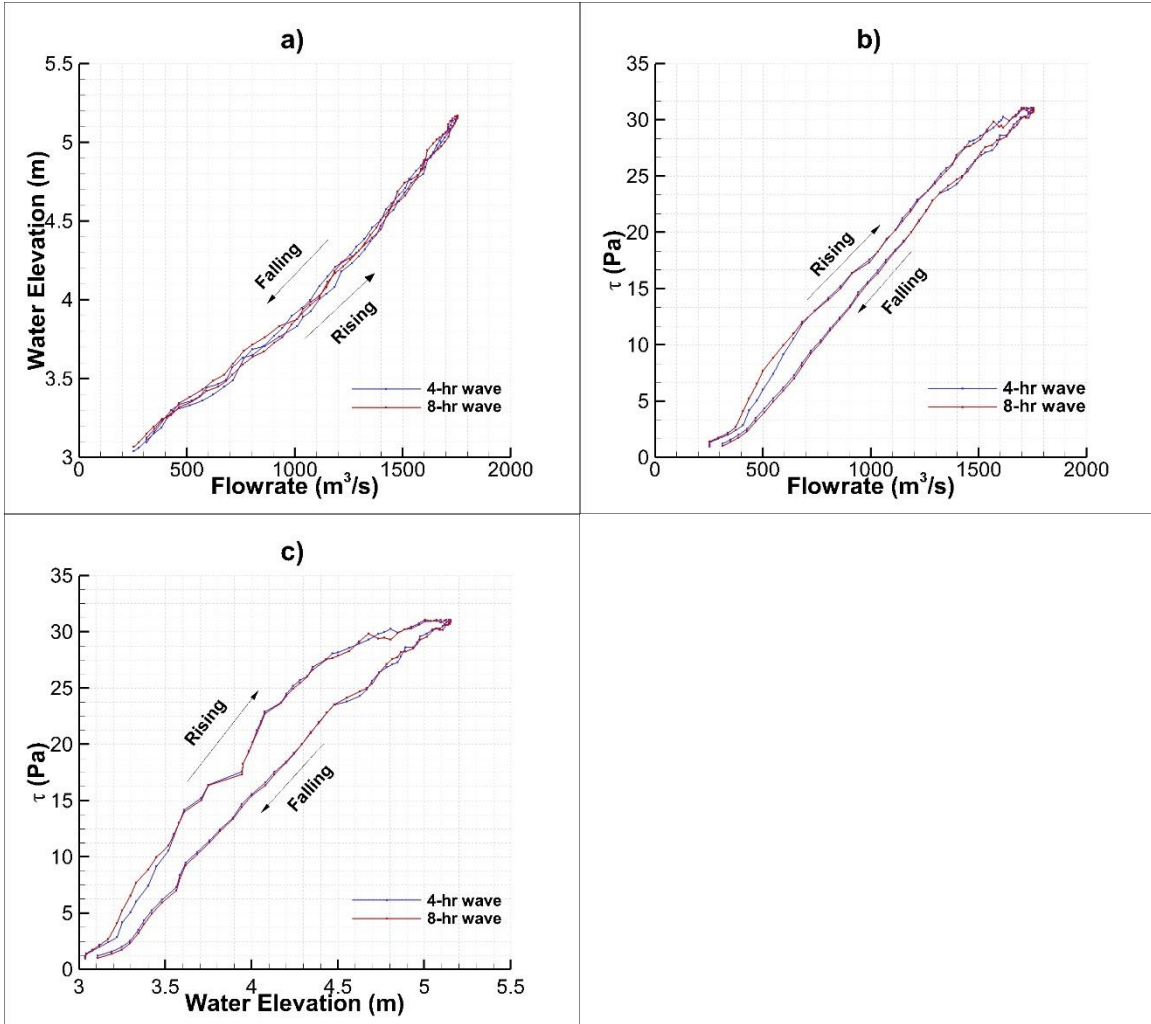 a)
5.5
5
4.5
4
3.5
3
Water Elevation (m)
Falling
Rising
4-hr wave
8-hr wave
0 500 1000 1500 2000
Flowrate (m³/s)
b)
35
30
25
20
15
10
5
0
τ (Pa)
Rising
Falling
4-hr wave
8-hr wave
0 500 1000 1500 2000
Flowrate (m³/s)
c)
35
30
25
20
15
10
5
0
τ (Pa)
Rising
Falling
4-hr wave
8-hr wave
3 3.5 4 4.5 5 5.5
Water Elevation (m)